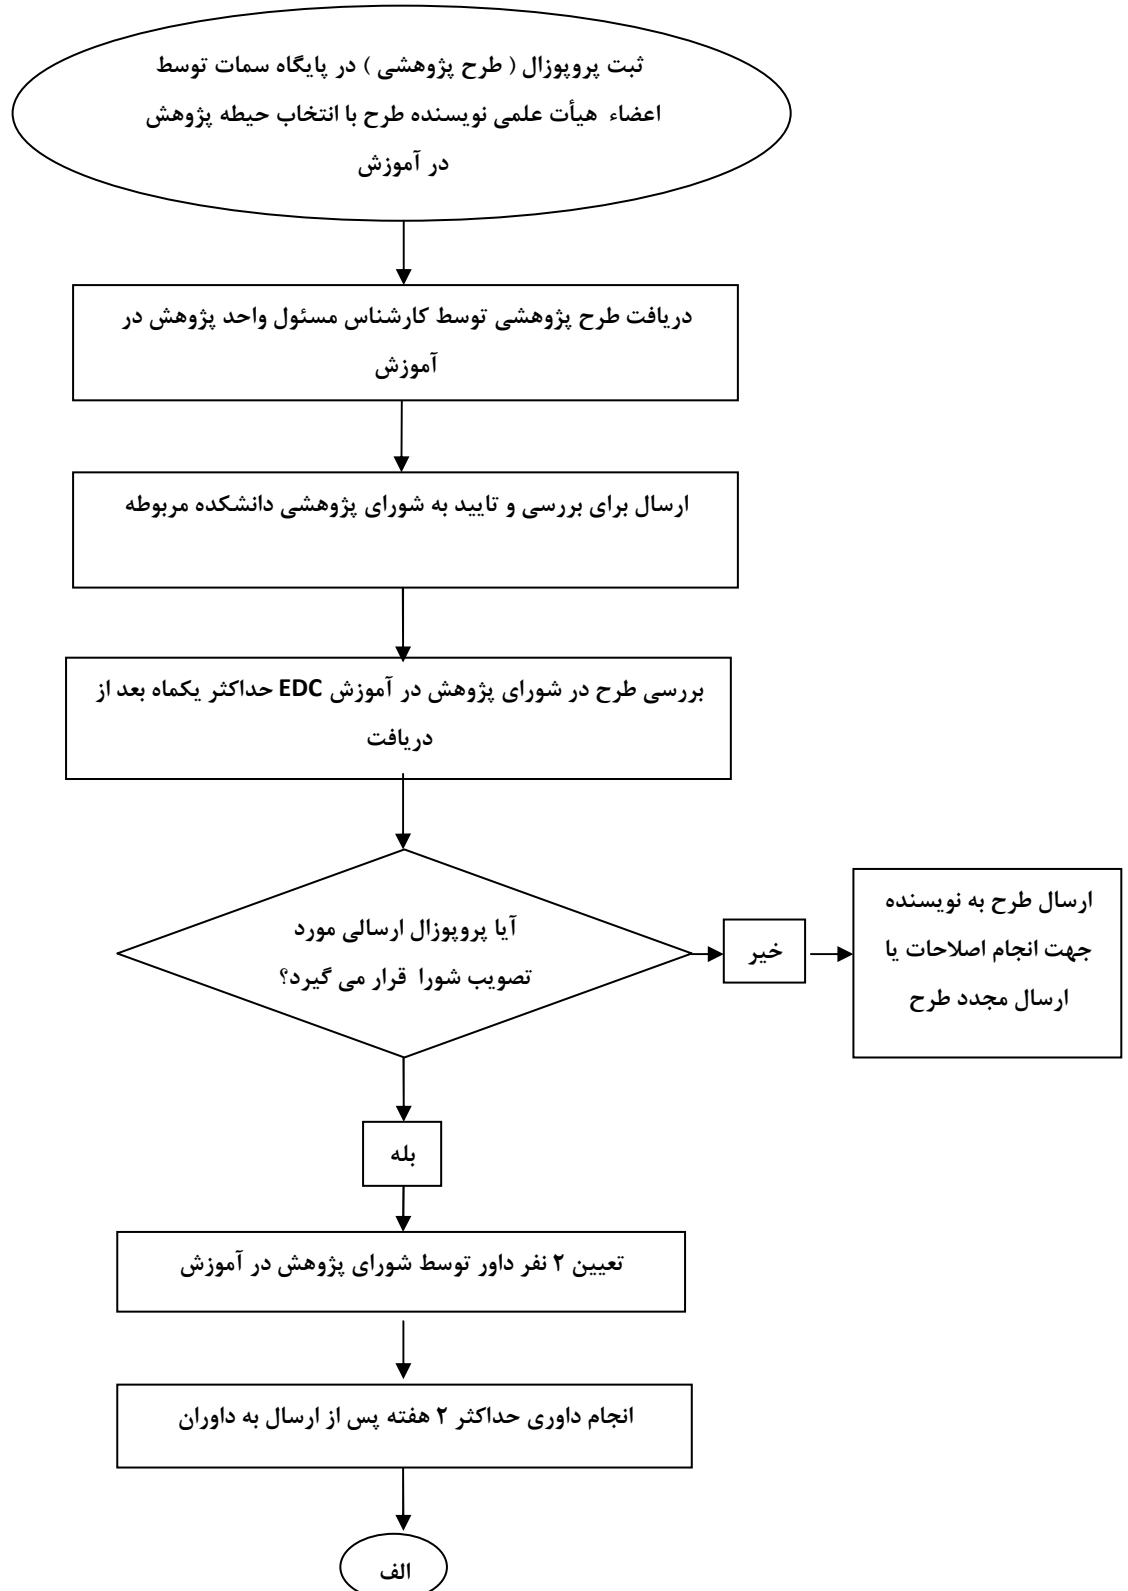 ثبت پروپوزال ( طرح پژوهشی ) در پایگاه سمات توسط
اعضاء هیأت علمی نویسنده طرح با انتخاب حیطه پژوهش
در آموزش
دریافت طرح پژوهشی توسط کارشناس مسئول واحد پژوهش در
آموزش
ارسال برای بررسی و تایید به شورای پژوهشی دانشکده مربوطه
بررسی طرح در شورای پژوهش در آموزش EDC حداکثر یکماه بعد از
دریافت
آیا پروپوزال ارسالی مورد
تصویب شورا قرار می گیرد؟
خیر
ارسال طرح به نویسنده
جهت انجام اصلاحات یا
ارسال مجدد طرح
بله
تعیین ۲ نفر داور توسط شورای پژوهش در آموزش
انجام داوری حداکثر ۲ هفته پس از ارسال به داوران
الف